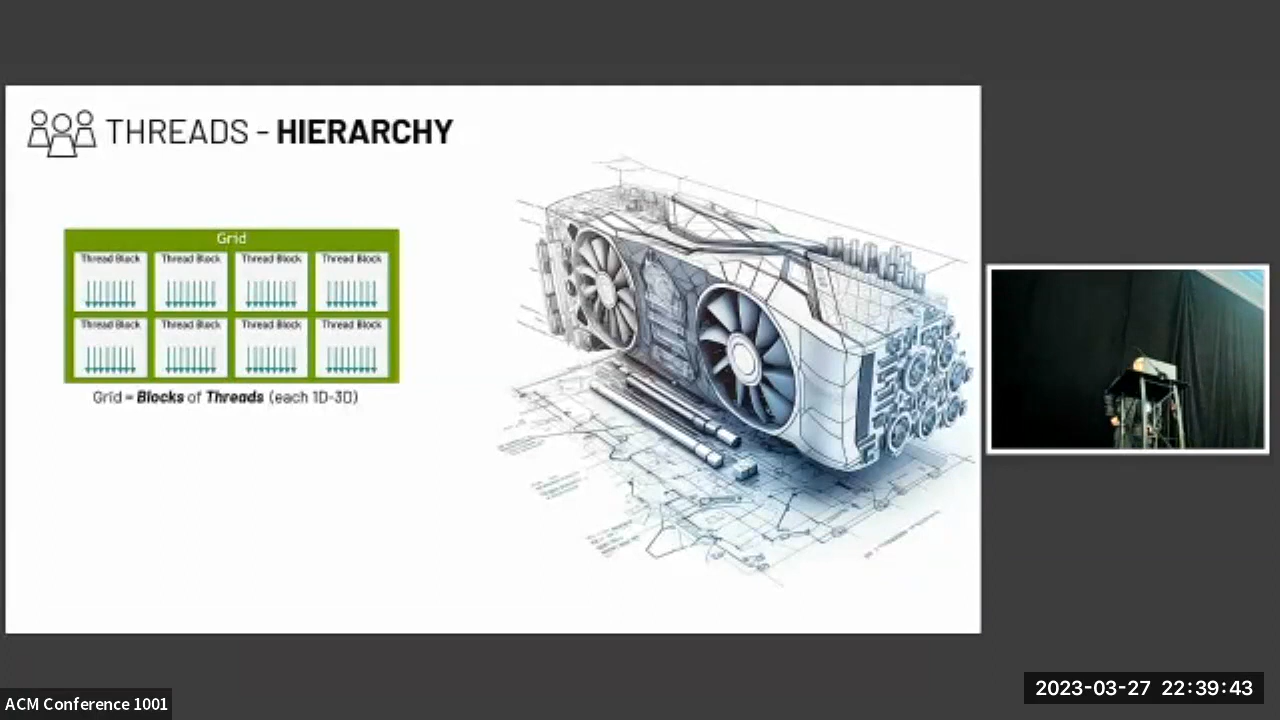 THREADS - HIERARCHY
Grid
Thread Block Thread Block Thread Block Thread Block
Thread Block Thread Block Thread Block Thread Block
Grid = Blocks of Threads (each 1D-3D)
2023-03-27 22:39:43
ACM Conference 1001